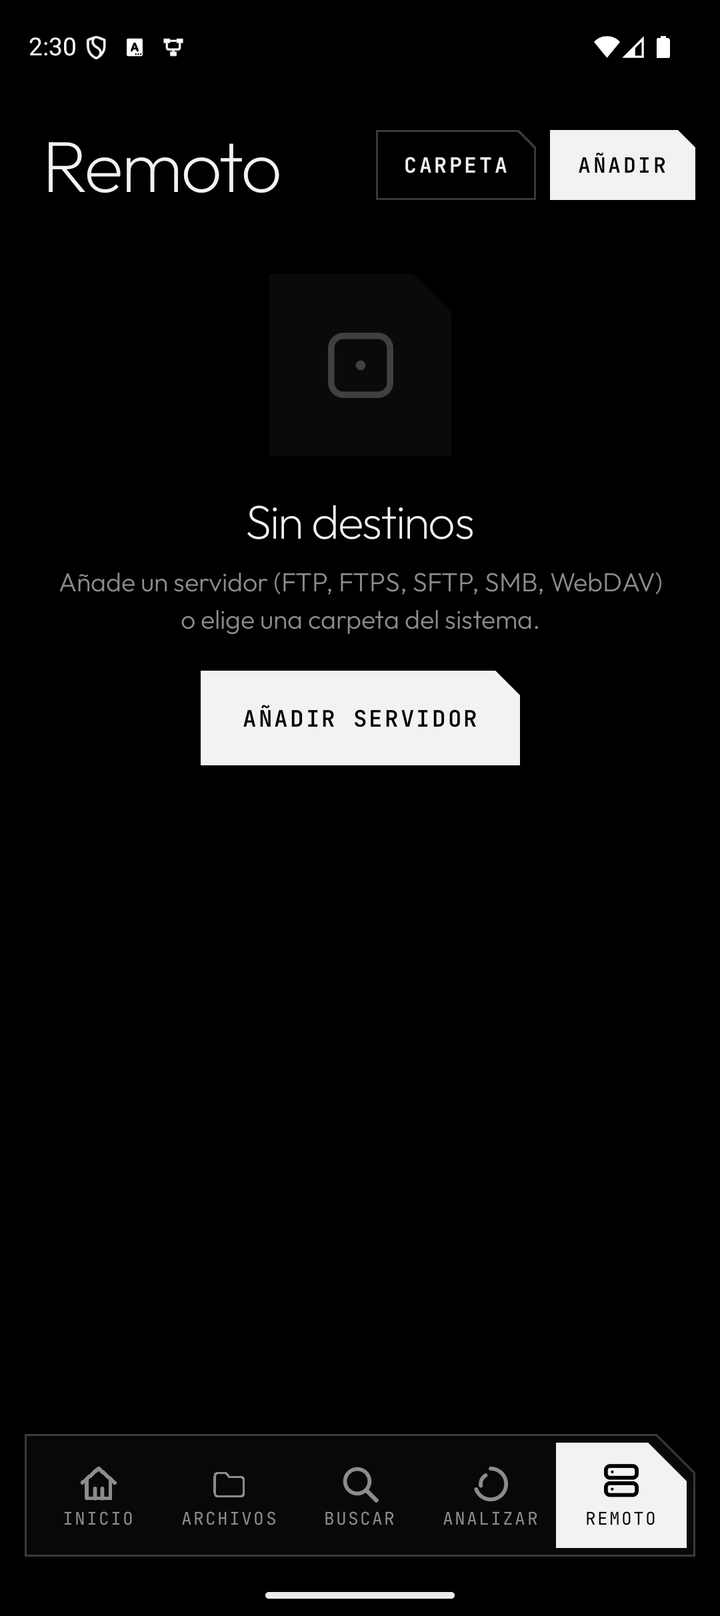 2:30
Remoto
CARPETA
AÑADIR
Sin destinos
Añade un servidor (FTP, FTPS, SFTP, SMB, WebDAV)
o elige una carpeta del sistema.
AÑADIR SERVIDOR
INICIO
ARCHIVOS
BUSCAR
ANALIZAR
REMOTO